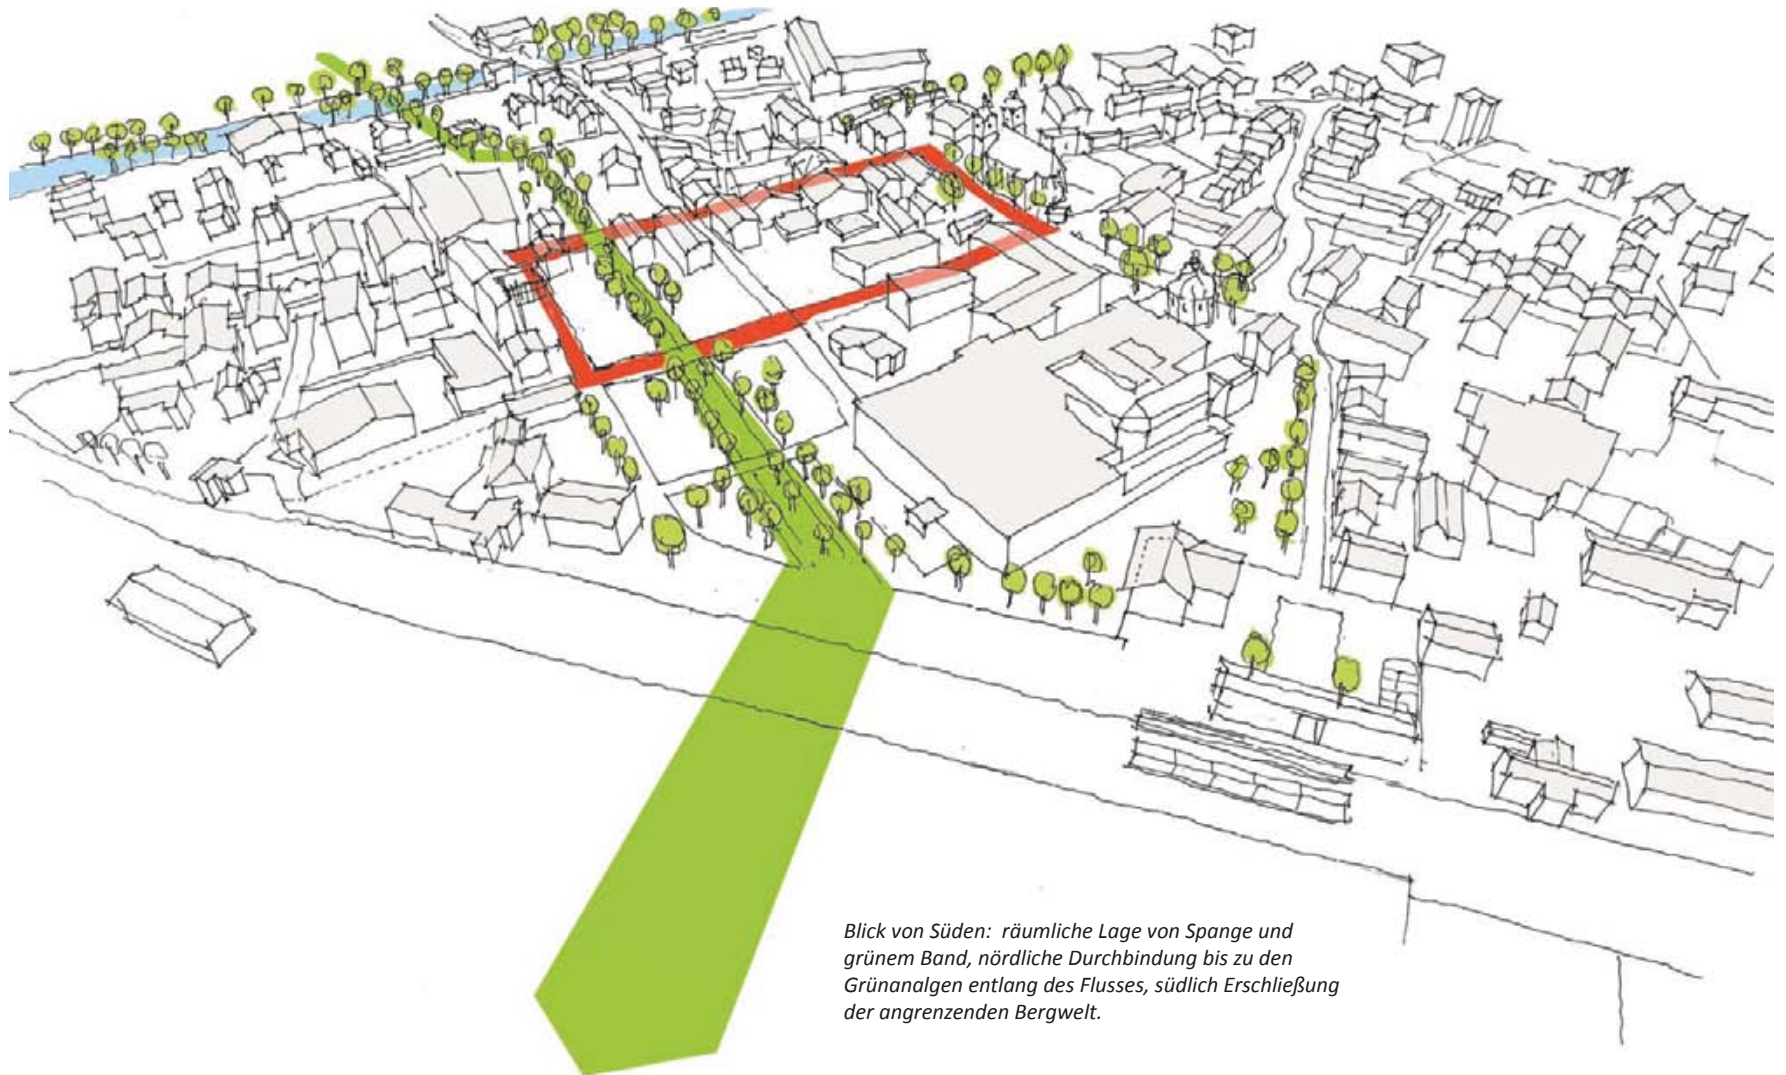 Blick von Süden:  räumliche Lage von Spange und
grünem Band, nördliche Durchbindung bis zu den
Grünanalgen entlang des Flusses, südlich Erschließung
der angrenzenden Bergwelt.